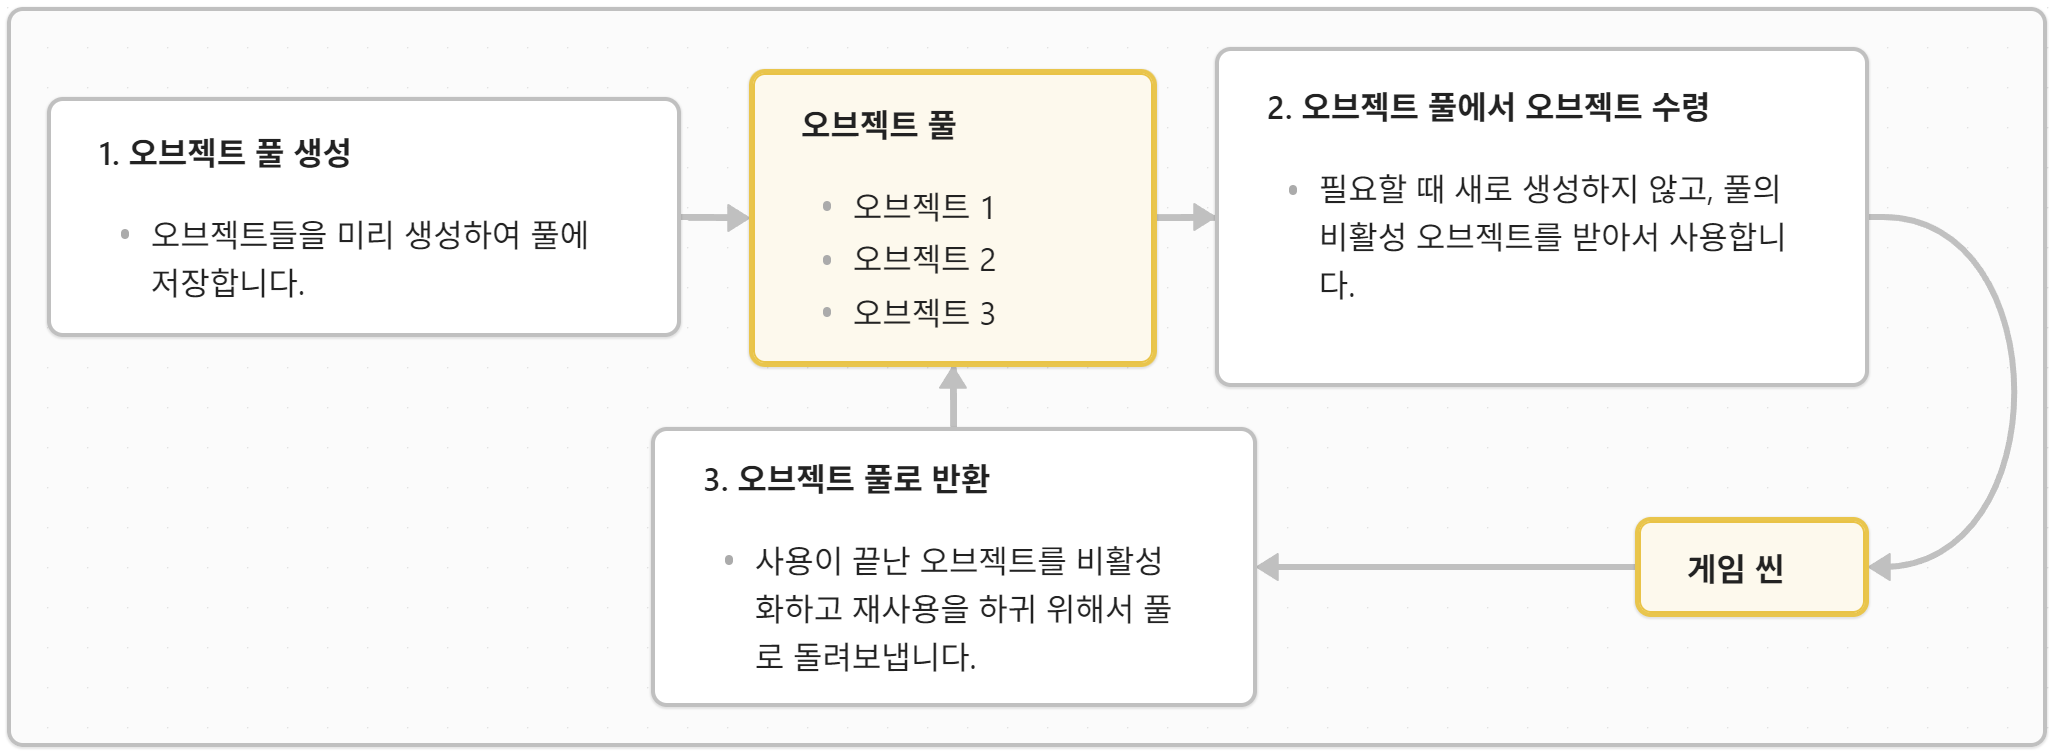 1. 오브젝트 풀 생성
오브젝트들을 미리 생성하여 풀에
저장합니다.
오브젝트 풀
오브젝트 1
오브젝트 2
오브젝트 3
2. 오브젝트 풀에서 오브젝트 수령
필요할 때 새로 생성하지 않고, 풀의
비활성 오브젝트를 받아서 사용합니
다.
3. 오브젝트 풀로 반환
사용이 끝난 오브젝트를 비활성
화하고 재사용을 하귀 위해서 풀
로 돌려보냅니다.
게임 씬